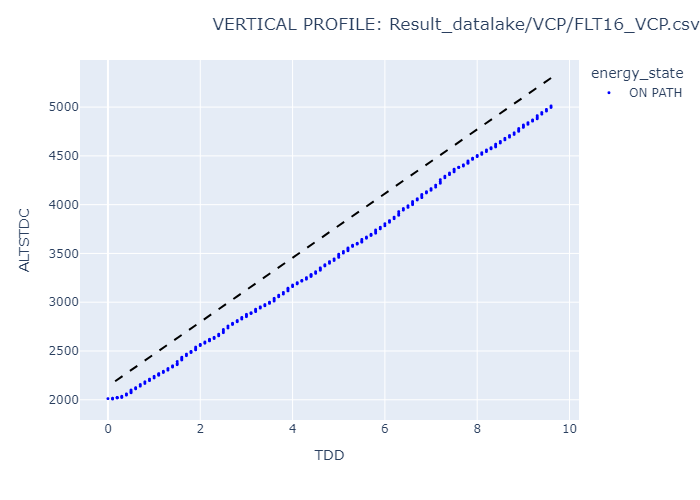 VERTICAL PROFILE: Result_datalake/VCP/FLT16_VCP.csv
energy_state
ON PATH
5000
4500
4000
3500
3000
2500
2000
ALTSTDC
0 2 4 6 8 10
TDD